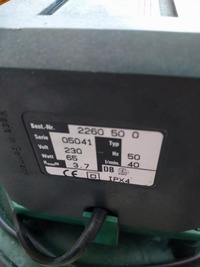 Best.-Nr. 2260 50 0
Serie 05041 Typ
Volt 230 Hz 50
Watt 65 l/min. 40
Hmax/m 3.7 DB
CE IPX4